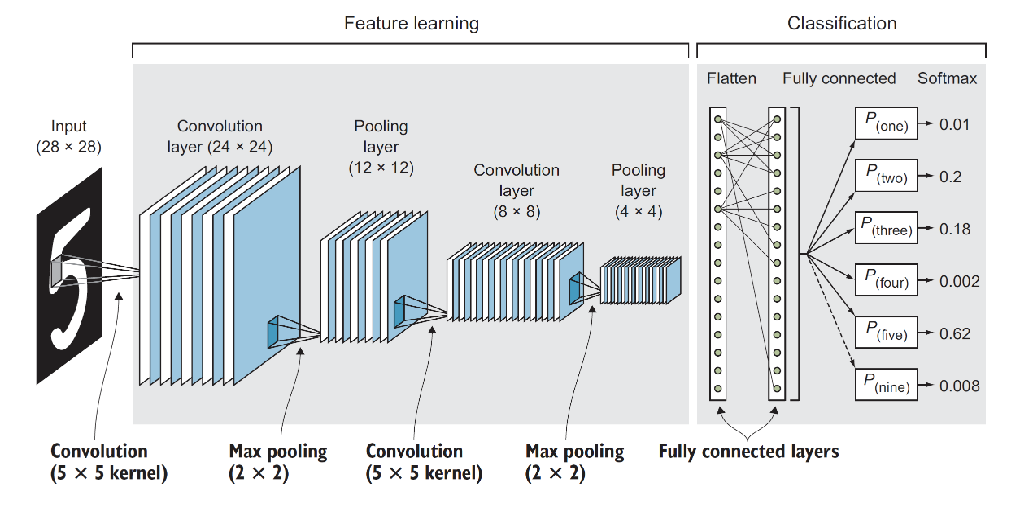 Feature learning
Classification
Input
(28 × 28)
Convolution
layer (24 × 24)
Pooling
layer
(12 × 12)
Convolution
layer
(8 × 8)
Pooling
layer
(4 × 4)
Flatten
Fully connected
Softmax
P(one)
0.01
P(two)
0.2
P(three)
0.18
P(four)
0.002
P(five)
0.62
P(nine)
0.008
Convolution
(5 × 5 kernel)
Max pooling
(2 × 2)
Convolution
(5 × 5 kernel)
Max pooling
(2 × 2)
Fully connected layers